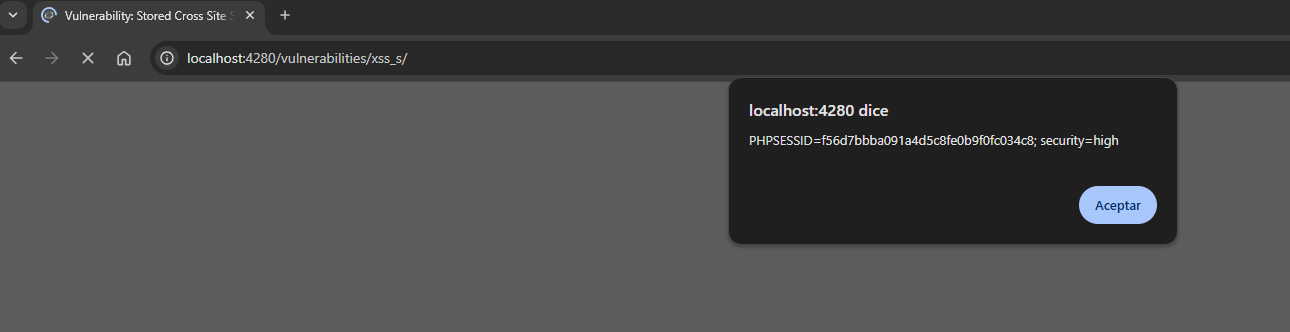 Vulnerability: Stored Cross Site
localhost:4280/vulnerabilities/xss_s/
localhost:4280 dice
PHPSESSID=f56d7bbba091a4d5c8fe0b9f0fc034c8; security=high
Aceptar